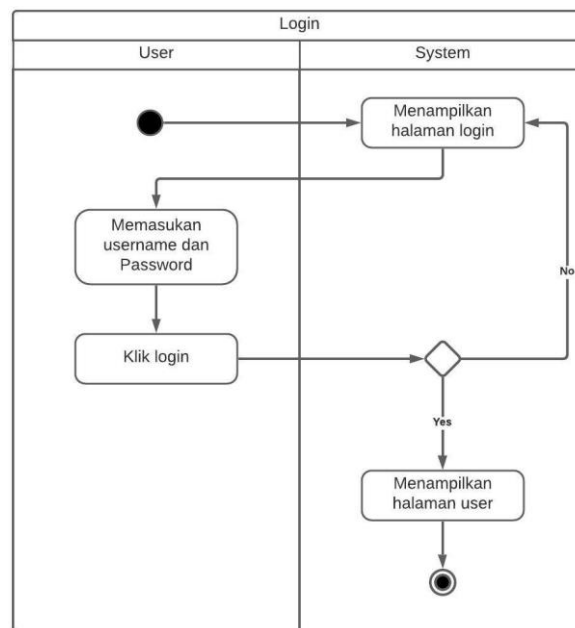 Login
User
System
Menampilkan
halaman login
Memasukan
username dan
Password
No
Klik login
Yes
Menampilkan
halaman user